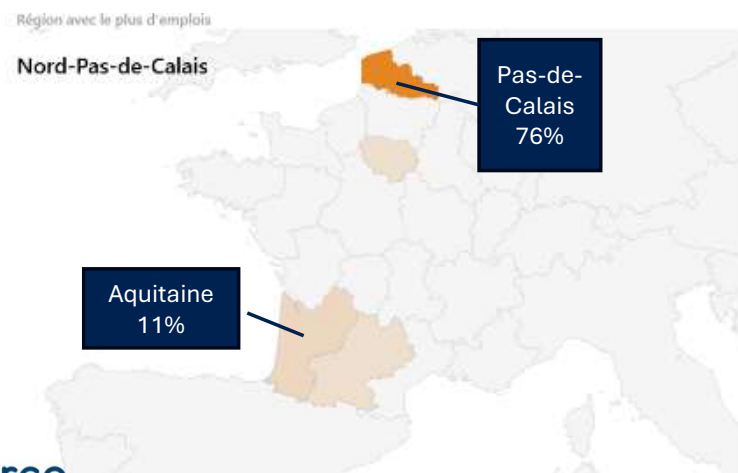 Région avec le plus d'emplois
Nord-Pas-de-Calais
Pas-de-
Calais
76%
Aquitaine
11%